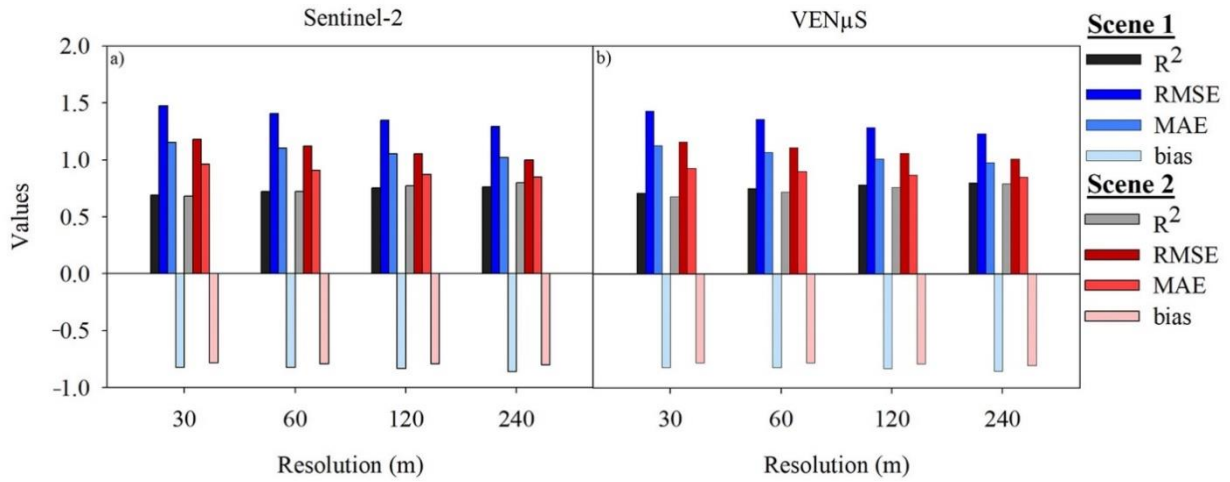 Sentinel-2
VENµS
a)
b)
Values
2.0
1.5
1.0
0.5
0.0
−0.5
−1.0
30
60
120
240
30
60
120
240
Resolution (m)
Resolution (m)
Scene 1
R²
RMSE
MAE
bias
Scene 2
R²
RMSE
MAE
bias